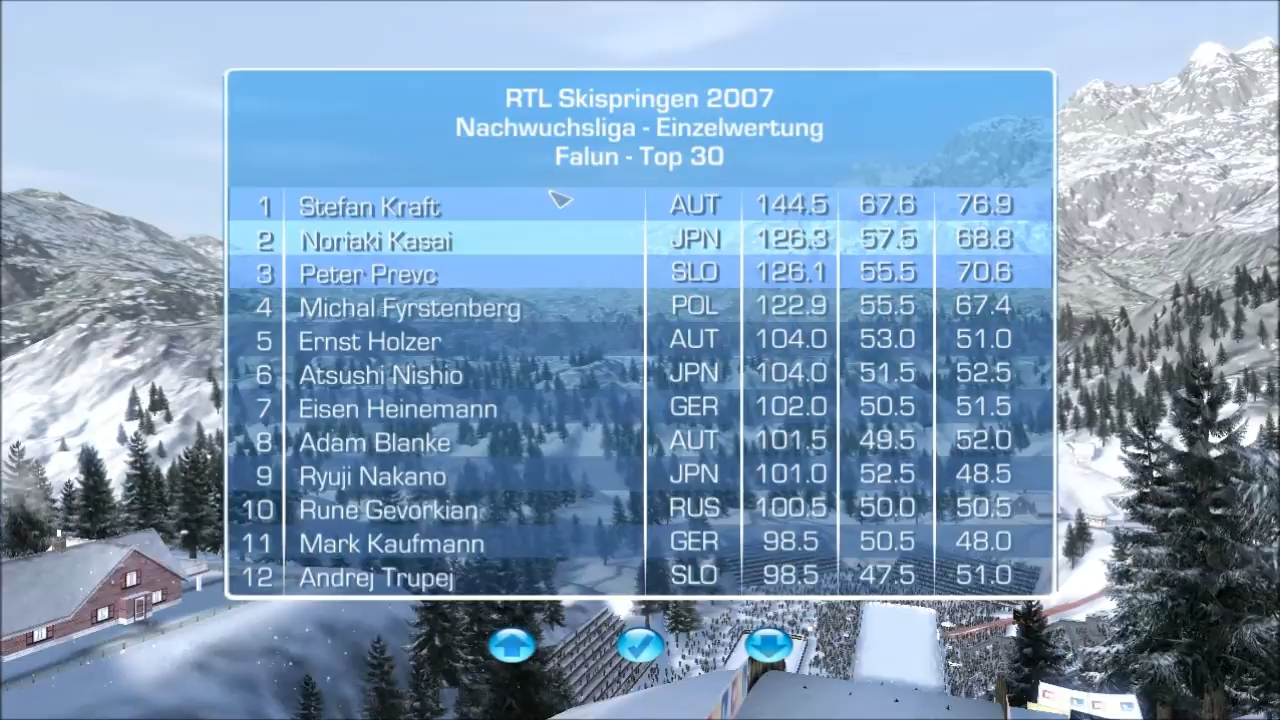 RTL Skispringen 2007
Nachwuchsliga - Einzelwertung
Falun - Top 30
1 Stefan Kraft AUT 144.5 67.6 76.9
2 Noriaki Kasai JPN 126.3 57.5 68.8
3 Peter Prevc SLO 126.1 55.5 70.6
4 Michal Fyrstenberg POL 122.9 55.5 67.4
5 Ernst Holzer AUT 104.0 53.0 51.0
6 Atsushi Nishio JPN 104.0 51.5 52.5
7 Eisen Heinemann GER 102.0 50.5 51.5
8 Adam Blanke AUT 101.5 49.5 52.0
9 Ryuji Nakano JPN 101.0 52.5 48.5
10 Rune Gevorkian RUS 100.5 50.0 50.5
11 Mark Kaufmann GER 98.5 50.5 48.0
12 Andrej Trupej SLO 98.5 47.5 51.0